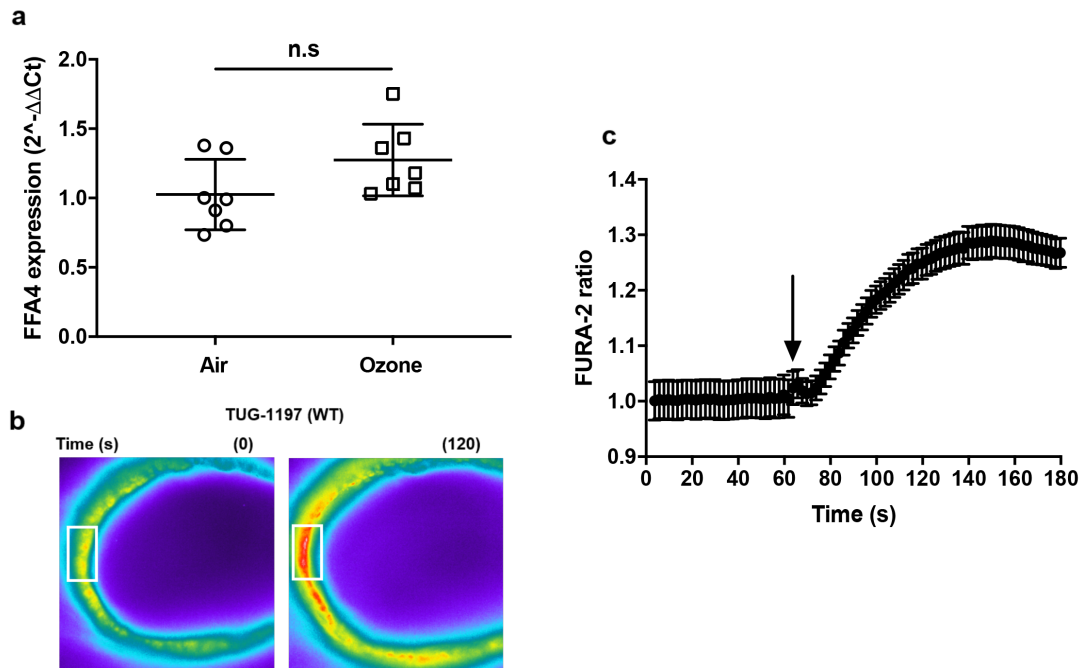 a
FFA4 expression (2^-ΔΔCt)
2.0
1.5
1.0
0.5
0.0
n.s
Air
Ozone
b
TUG-1197 (WT)
Time (s)
(0)
(120)
c
FURA-2 ratio
1.4
1.3
1.2
1.1
1.0
0.9
0 20 40 60 80 100 120 140 160 180
Time (s)